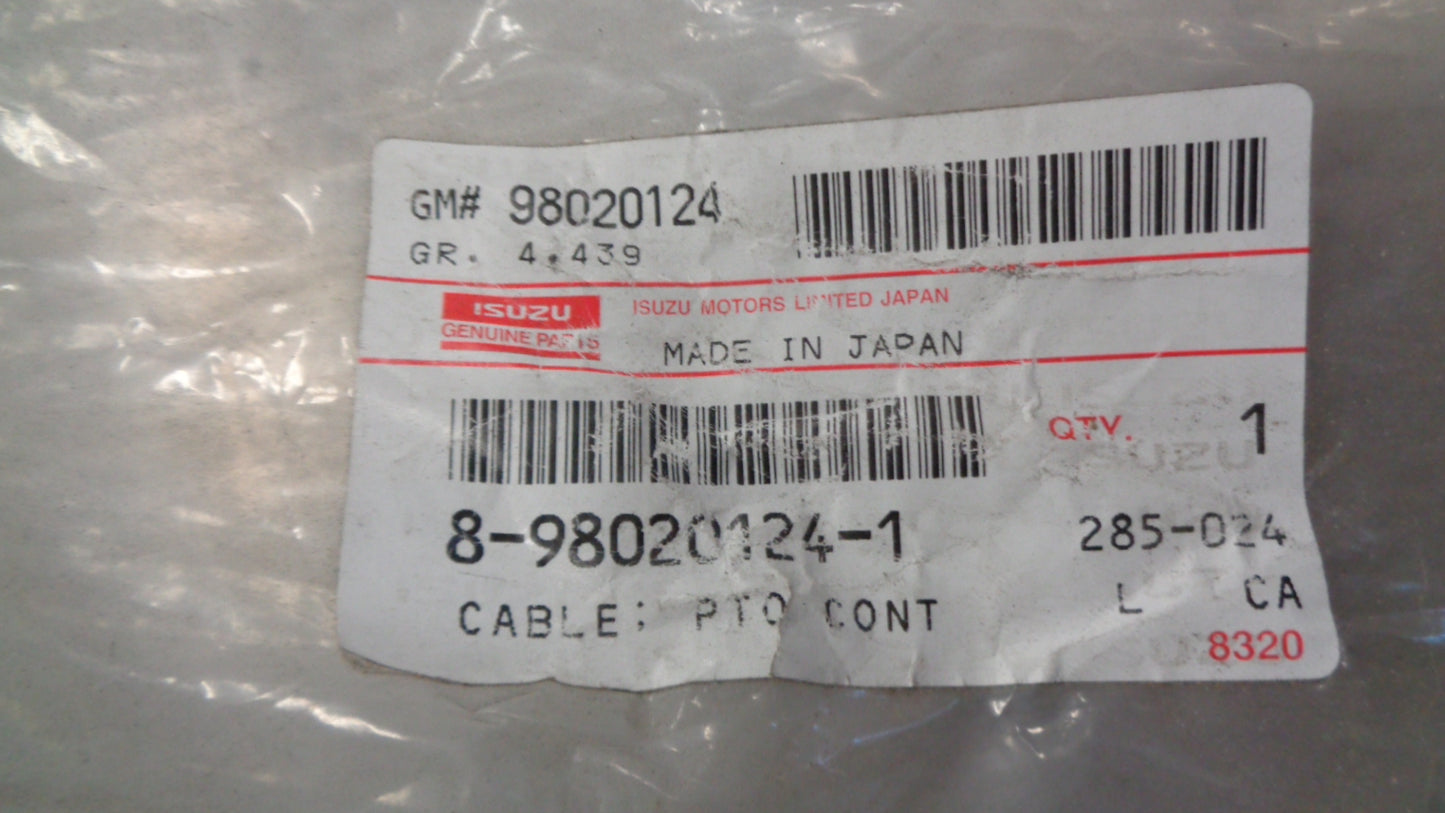 GM# 98020124
GR. 4.439
ISUZU
GENUINE PARTS
ISUZU MOTORS LIMITED JAPAN
MADE IN JAPAN
QTY. 1
ISUZU
8-98020124-1
285-024
CABLE; PTO CONT
L CA
8320